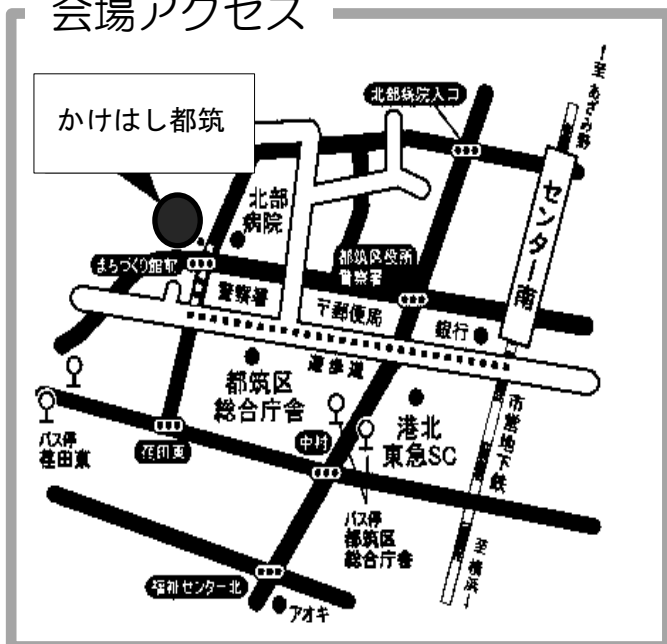 会場アクセス
かけはし都筑
北部病院入口
↑至あざみ野
センター南
北部
病院
まちづくり館前
都筑区役所
警察署
警察署
〒郵便局
銀行
遊歩道
都筑区
総合庁舎
港北
東急SC
市営地下鉄
バス停
荏田東
荏田東
中村
バス停
都筑区
総合庁舎
至横浜↓
福祉センター北
アオキ